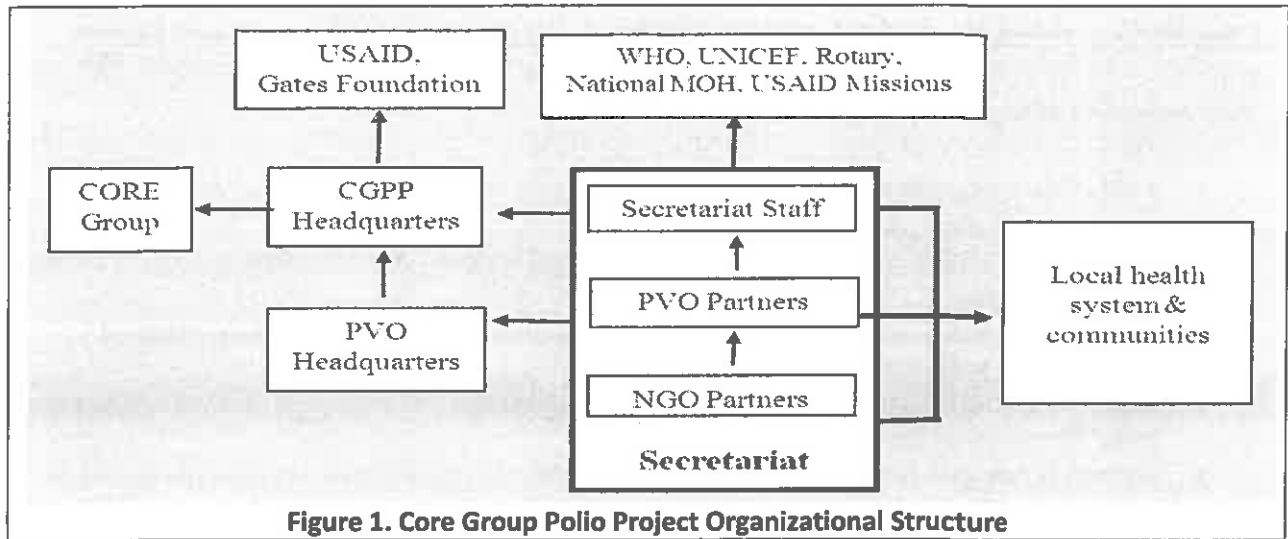 USAID,
Gates Foundation
WHO, UNICEF, Rotary,
National MOH, USAID Missions
CORE
Group
CGPP
Headquarters
Secretariat Staff
PVO Partners
NGO Partners
Secretariat
PVO
Headquarters
Local health
system &
communities
Figure 1. Core Group Polio Project Organizational Structure